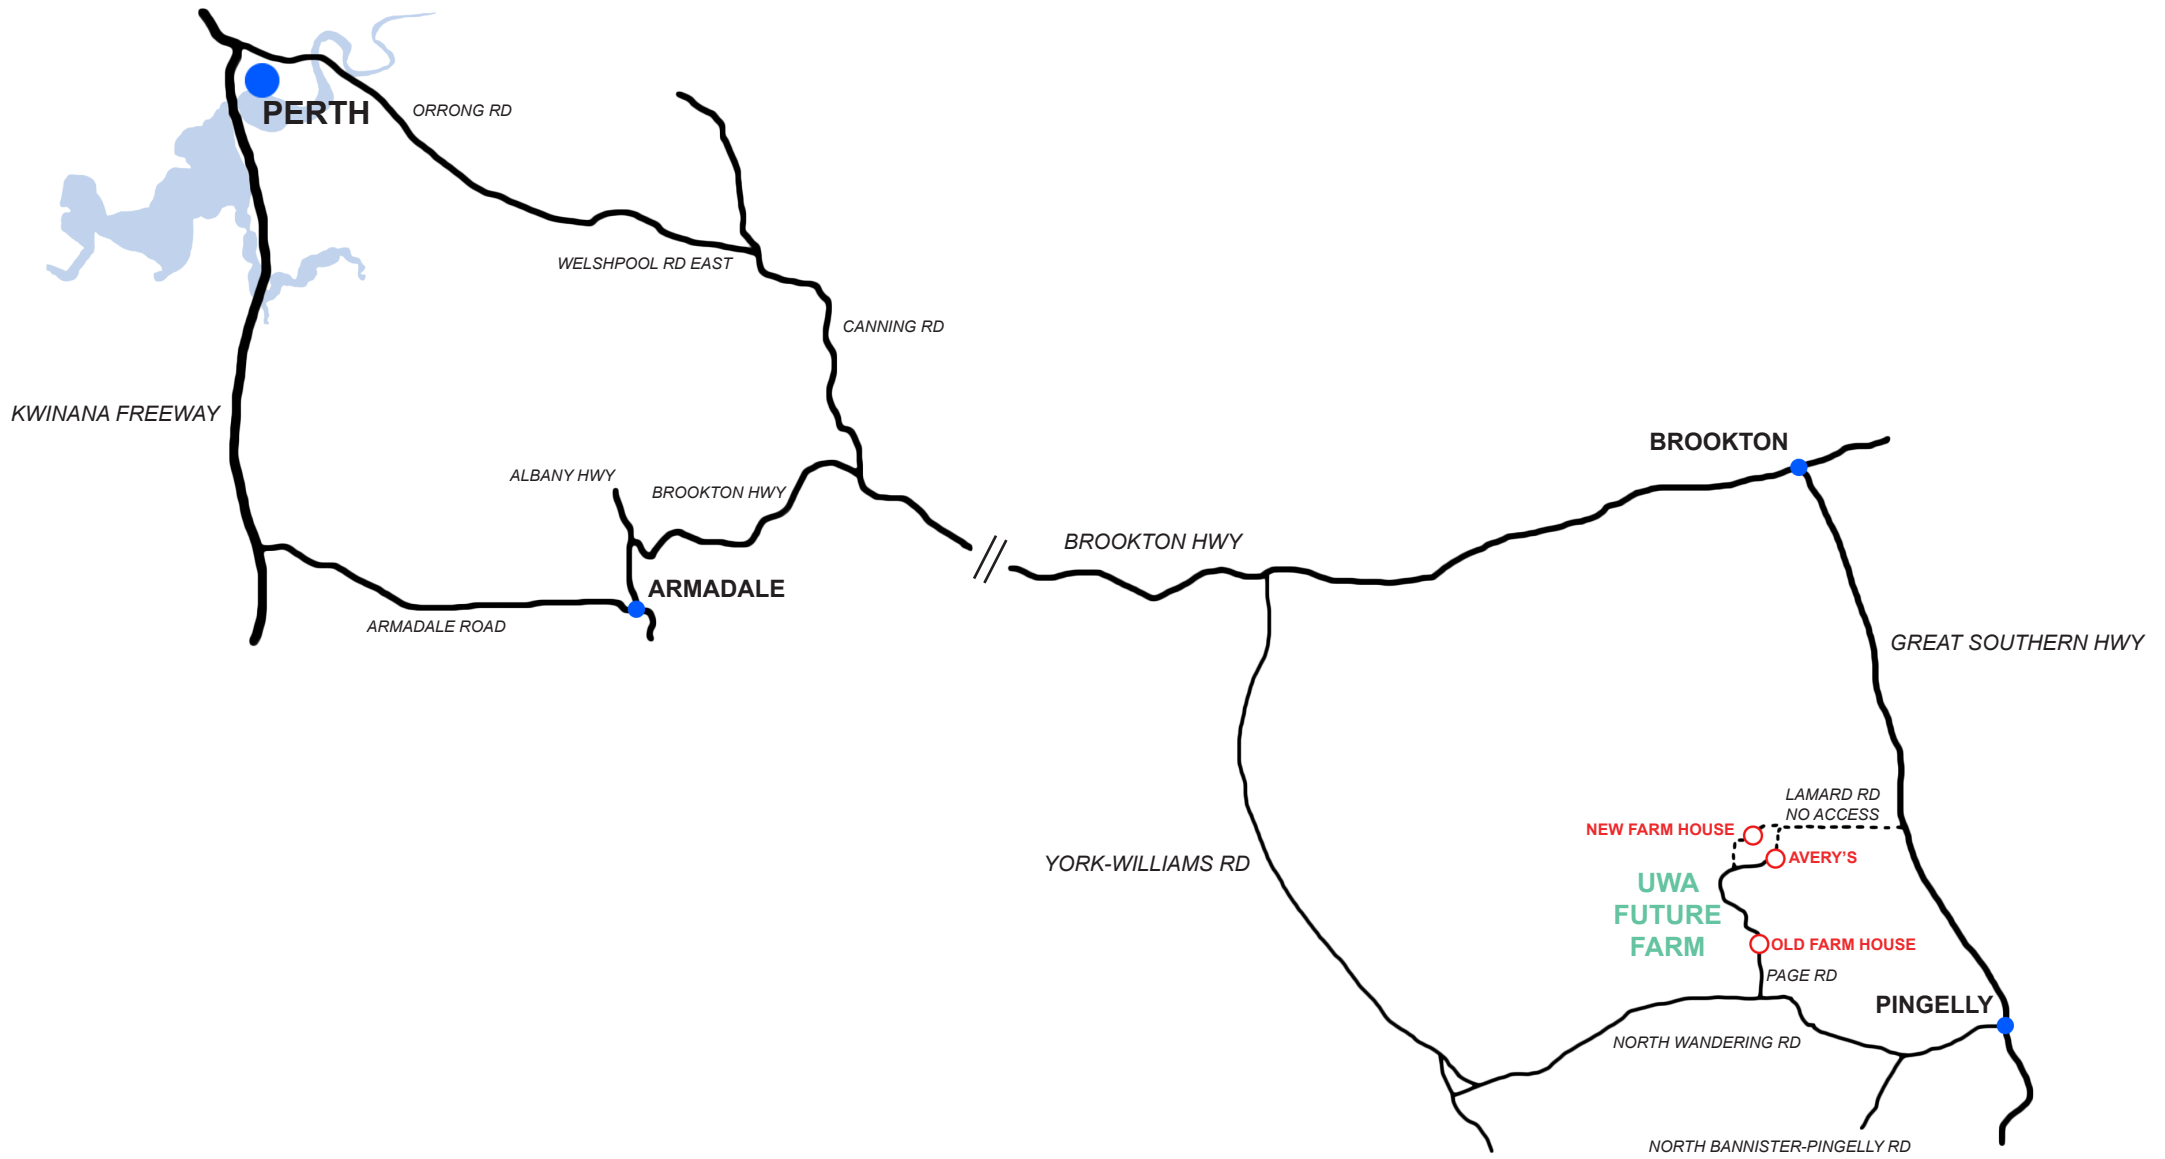 PERTH
ORRONG RD
WELSHPOOL RD EAST
CANNING RD
KWINANA FREEWAY
ALBANY HWY
BROOKTON HWY
ARMADALE
ARMADALE ROAD
BROOKTON HWY
BROOKTON
GREAT SOUTHERN HWY
YORK-WILLIAMS RD
LAMARD RD
NO ACCESS
NEW FARM HOUSE
AVERY'S
UWA
FUTURE
FARM
OLD FARM HOUSE
PAGE RD
PINGELLY
NORTH WANDERING RD
NORTH BANNISTER-PINGELLY RD